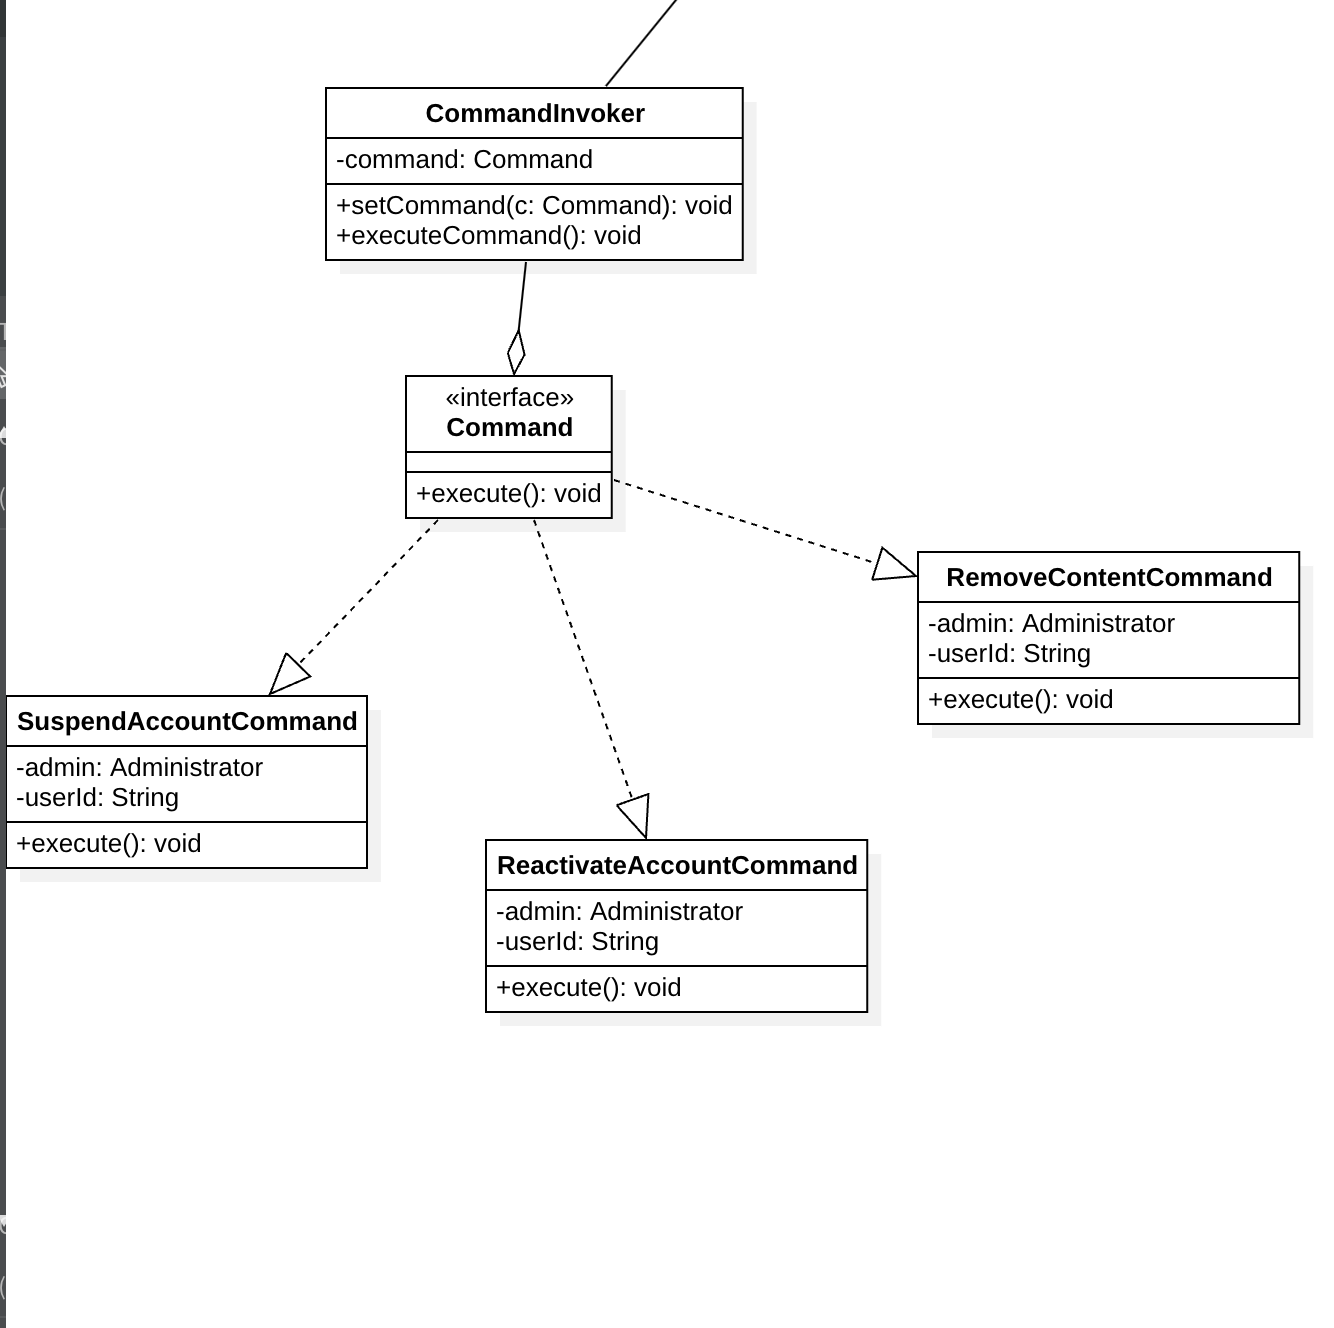 CommandInvoker
-command: Command
+setCommand(c: Command): void
+executeCommand(): void
«interface»
Command
+execute(): void
RemoveContentCommand
-admin: Administrator
-userId: String
+execute(): void
SuspendAccountCommand
-admin: Administrator
-userId: String
+execute(): void
ReactivateAccountCommand
-admin: Administrator
-userId: String
+execute(): void